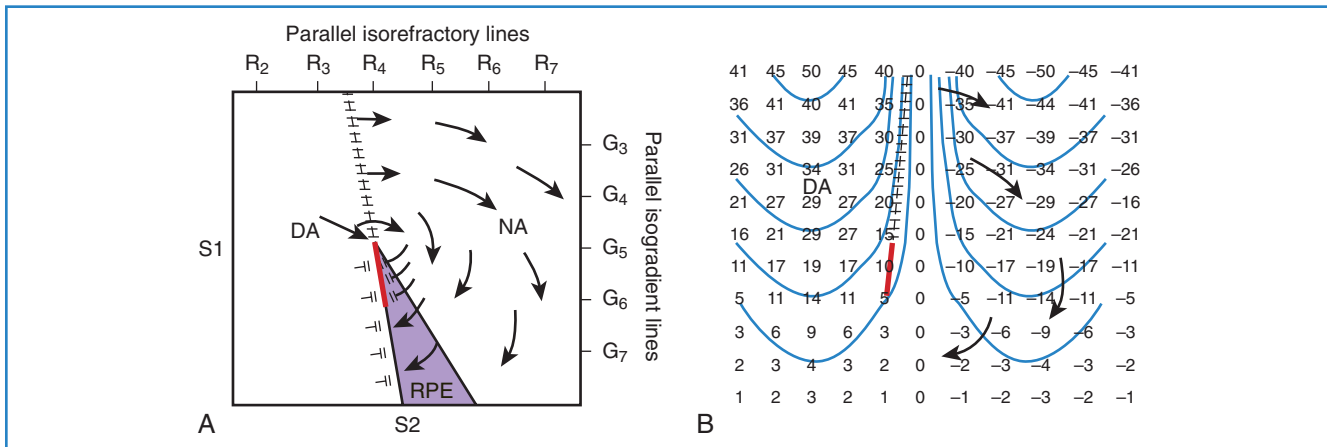 Parallel isorefractory lines
R2 R3 R4 R5 R6 R7
G3
G4
DA NA
S1 G5
G6
G7
Parallel isogradient lines
RPE
A S2
41 45 50 45 40 0 –40 –45 –50 –45 –41
36 41 40 41 35 0 –35 –41 –44 –41 –36
31 37 39 37 30 0 –30 –37 –39 –37 –31
26 31 34 31 25 0 –25 –31 –34 –31 –26
DA
21 27 29 27 20 0 –20 –27 –29 –27 –16
16 21 29 27 15 0 –15 –21 –24 –21 –21
11 17 19 17 10 0 –10 –17 –19 –17 –11
5 11 14 11 5 0 –5 –11 –14 –11 –5
3 6 9 6 3 0 –3 –6 –9 –6 –3
2 3 4 3 2 0 –2 –3 –4 –3 –2
1 2 3 2 1 0 –1 –2 –3 –2 –1
B